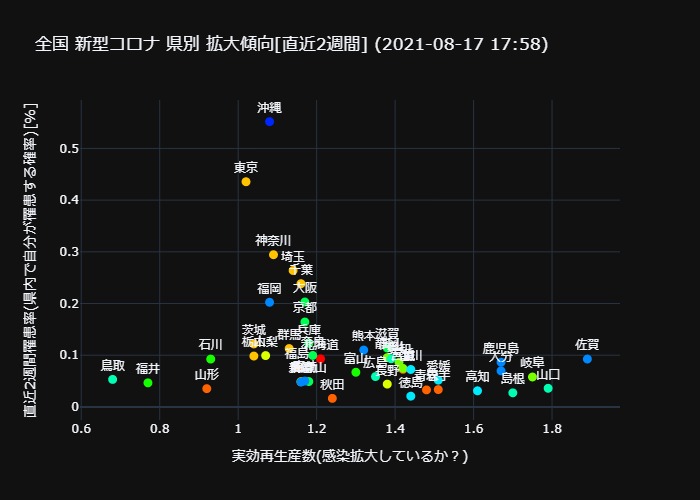 全国 新型コロナ 県別 拡大傾向[直近2週間] (2021-08-17 17:58)
直近2週間罹患率(県内で自分が罹患する確率)[%]
沖縄
0.5
東京
0.4
神奈川
0.3
埼玉
千葉
福岡
大阪
0.2
京都
茨城
兵庫
群馬
熊本
滋賀
鹿児島
佐賀
栃木
山梨
北海道
石川
0.1
福島
富山
広島
大分
岐阜
鳥取
福井
山形
長野
愛媛
高知
島根
山口
秋田
徳島
岩手
0
0.6
0.8
1
1.2
1.4
1.6
1.8
実効再生産数(感染拡大しているか？)